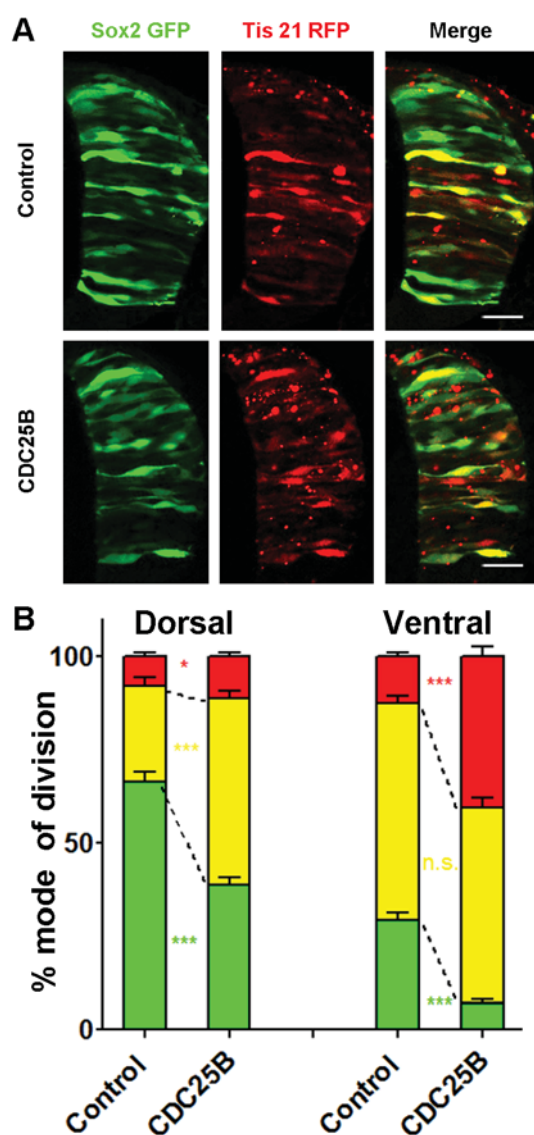 A
Sox2 GFP Tis 21 RFP Merge
Control
CDC25B
B
Dorsal Ventral
% mode of division
100
50
0
*
***
***
***
n.s.
***
Control CDC25B Control CDC25B